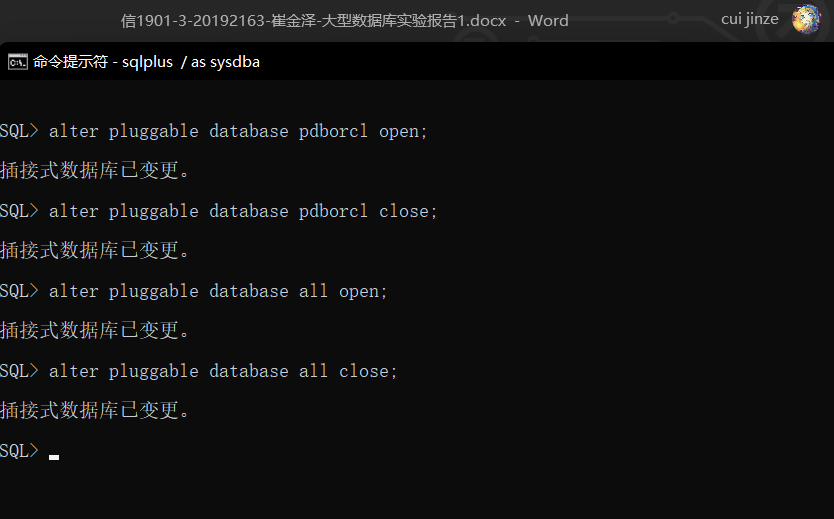 信1901-3-20192163-崔金泽-大型数据库实验报告1.docx - Word
cui jinze
命令提示符 - sqlplus / as sysdba
SQL> alter pluggable database pdborcl open;
插接式数据库已变更。
SQL> alter pluggable database pdborcl close;
插接式数据库已变更。
SQL> alter pluggable database all open;
插接式数据库已变更。
SQL> alter pluggable database all close;
插接式数据库已变更。
SQL>